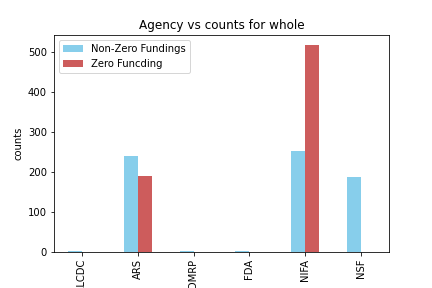 Agency vs counts for whole
Non-Zero Fundings
Zero Funcding
500
400
300
200
100
0
counts
ARS
FDA
NIFA
NSF